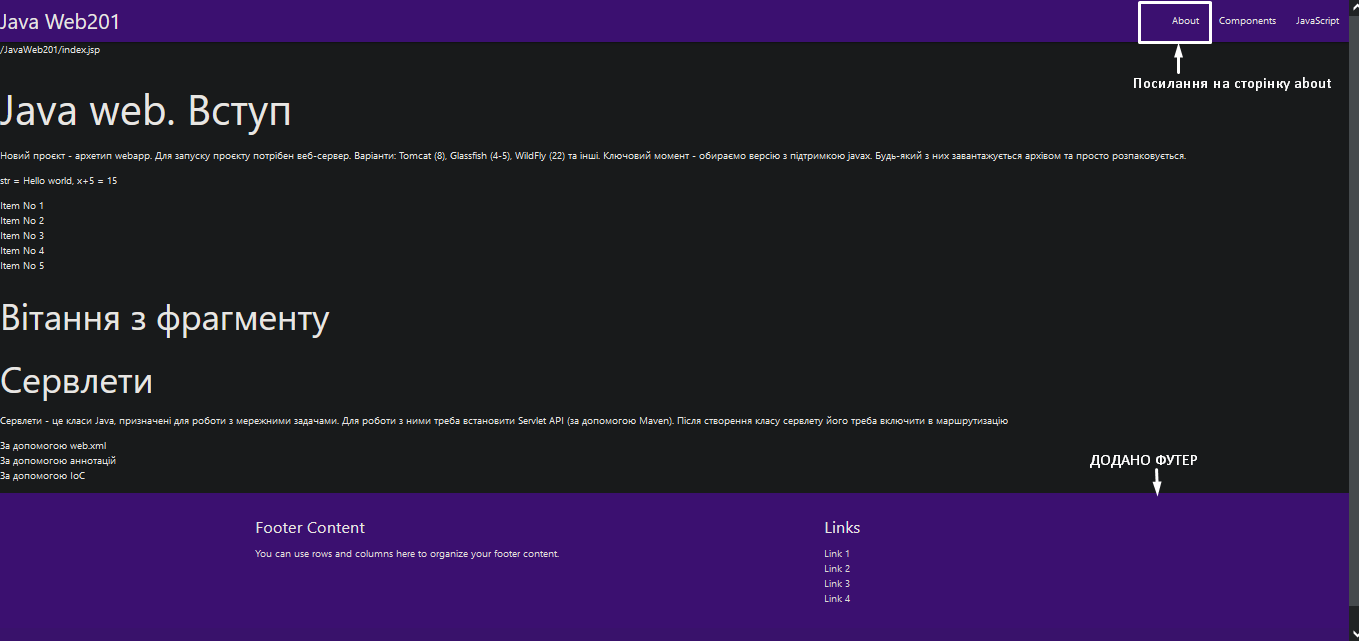 Java Web201
About Components JavaScript
/JavaWeb201/index.jsp
Посилання на сторінку about
Java web. Вступ
Новий проєкт - архетип webapp. Для запуску проєкту потрібен веб-сервер. Варіанти: Tomcat (8), Glassfish (4-5), WildFly (22) та інші. Ключовий момент - обираємо версію з підтримкою javax. Будь-який з них завантажується архівом та просто розпаковується.
str = Hello world, x+5 = 15
Item No 1
Item No 2
Item No 3
Item No 4
Item No 5
Вітання з фрагменту
Сервлети
Сервлети - це класи Java, призначені для роботи з мережними задачами. Для роботи з ними треба встановити Servlet API (за допомогою Maven). Після створення класу сервлету його треба включити в маршрутизацію
За допомогою web.xml
За допомогою аннотацій
За допомогою IoC
ДОДАНО ФУТЕР
Footer Content
You can use rows and columns here to organize your footer content.
Links
Link 1
Link 2
Link 3
Link 4